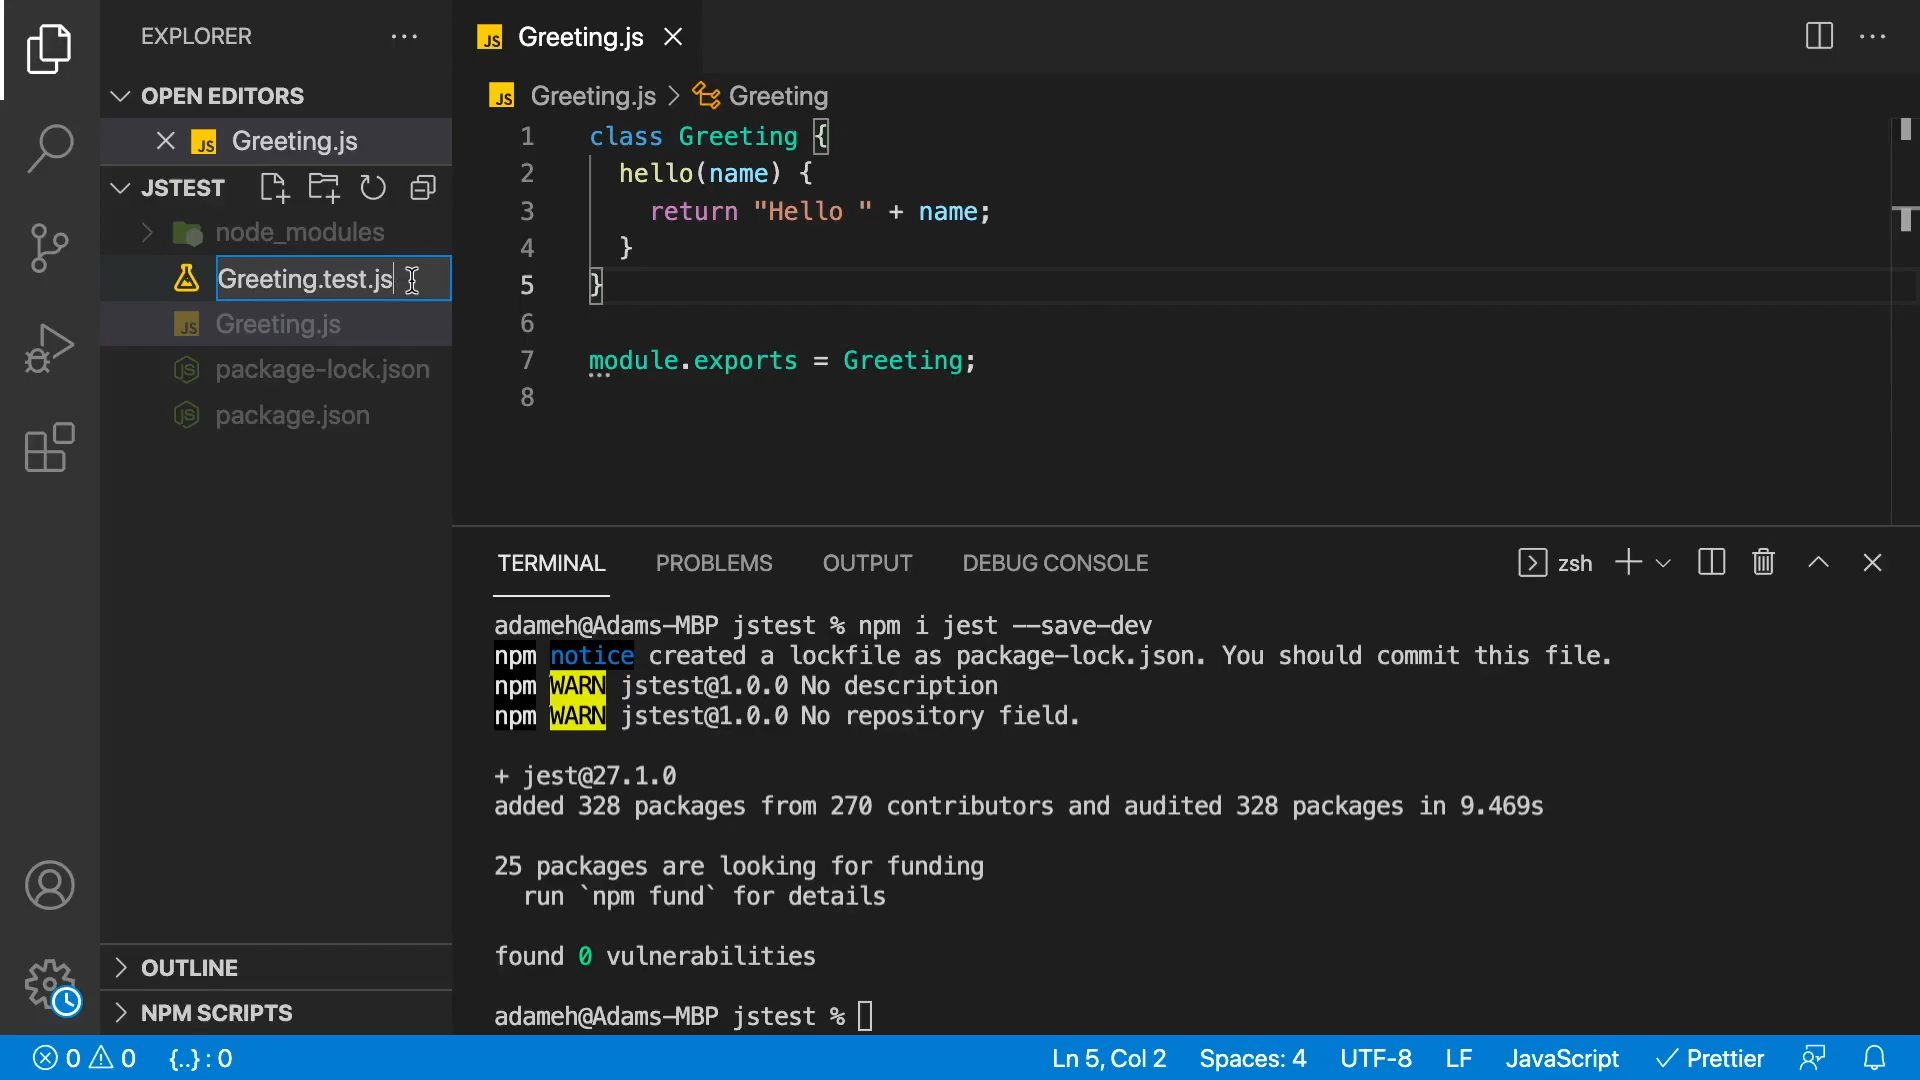 EXPLORER
OPEN EDITORS
JS Greeting.js
JSTEST
node_modules
Greeting.test.js
JS Greeting.js
JS package-lock.json
JS package.json
OUTLINE
NPM SCRIPTS
JS Greeting.js
JS Greeting.js > Greeting
1 class Greeting {
2 hello(name) {
3 return "Hello " + name;
4 }
5 }
6
7 module.exports = Greeting;
8
TERMINAL PROBLEMS OUTPUT DEBUG CONSOLE zsh
adameh@Adams-MBP jstest % npm i jest --save-dev
npm notice created a lockfile as package-lock.json. You should commit this file.
npm WARN jstest@1.0.0 No description
npm WARN jstest@1.0.0 No repository field.
+ jest@27.1.0
added 328 packages from 270 contributors and audited 328 packages in 9.469s
25 packages are looking for funding
run `npm fund` for details
found 0 vulnerabilities
adameh@Adams-MBP jstest %
0 0 {..} : 0 Ln 5, Col 2 Spaces: 4 UTF-8 LF JavaScript Prettier